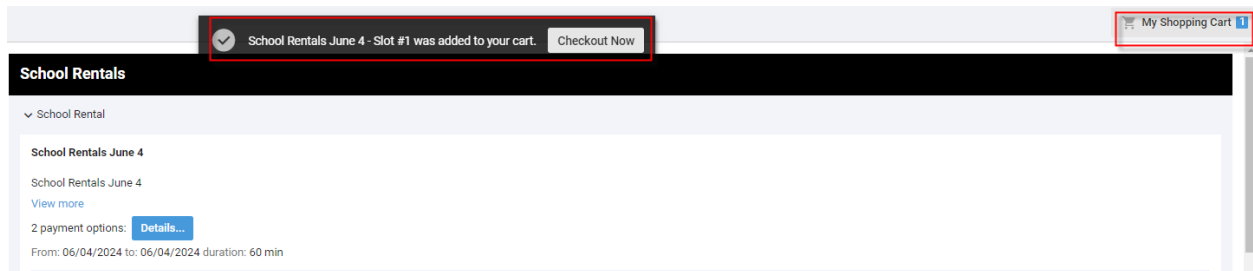 My Shopping Cart 1
School Rentals June 4 - Slot #1 was added to your cart. Checkout Now
School Rentals
School Rental
School Rentals June 4
School Rentals June 4
View more
2 payment options: Details...
From: 06/04/2024 to: 06/04/2024 duration: 60 min